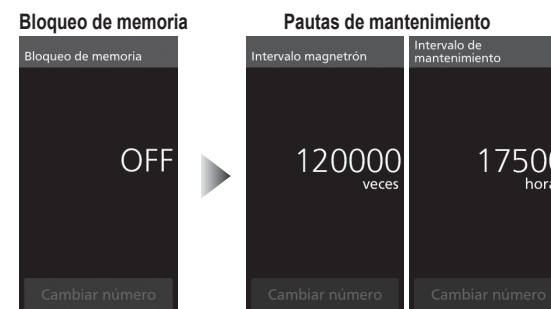 Bloqueo de memoria
Pautas de mantenimiento
Bloqueo de memoria
OFF
Cambiar número
Intervalo magnetrón
120000
veces
Cambiar número
Intervalo de
mantenimiento
Cambiar número